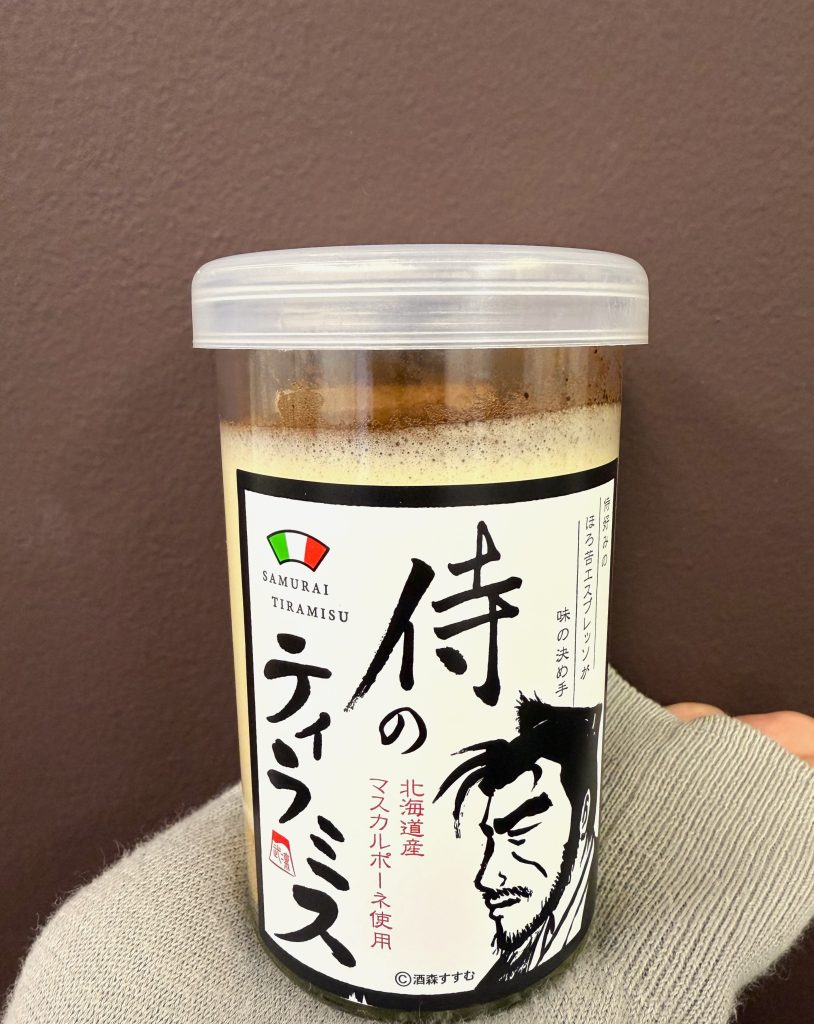 侍好みの
ほろ苦エスプレッソが
味の決め手
SAMURAI
TIRAMISU
侍の
ティラミス
北海道産
マスカルポーネ使用
©酒森すすむ